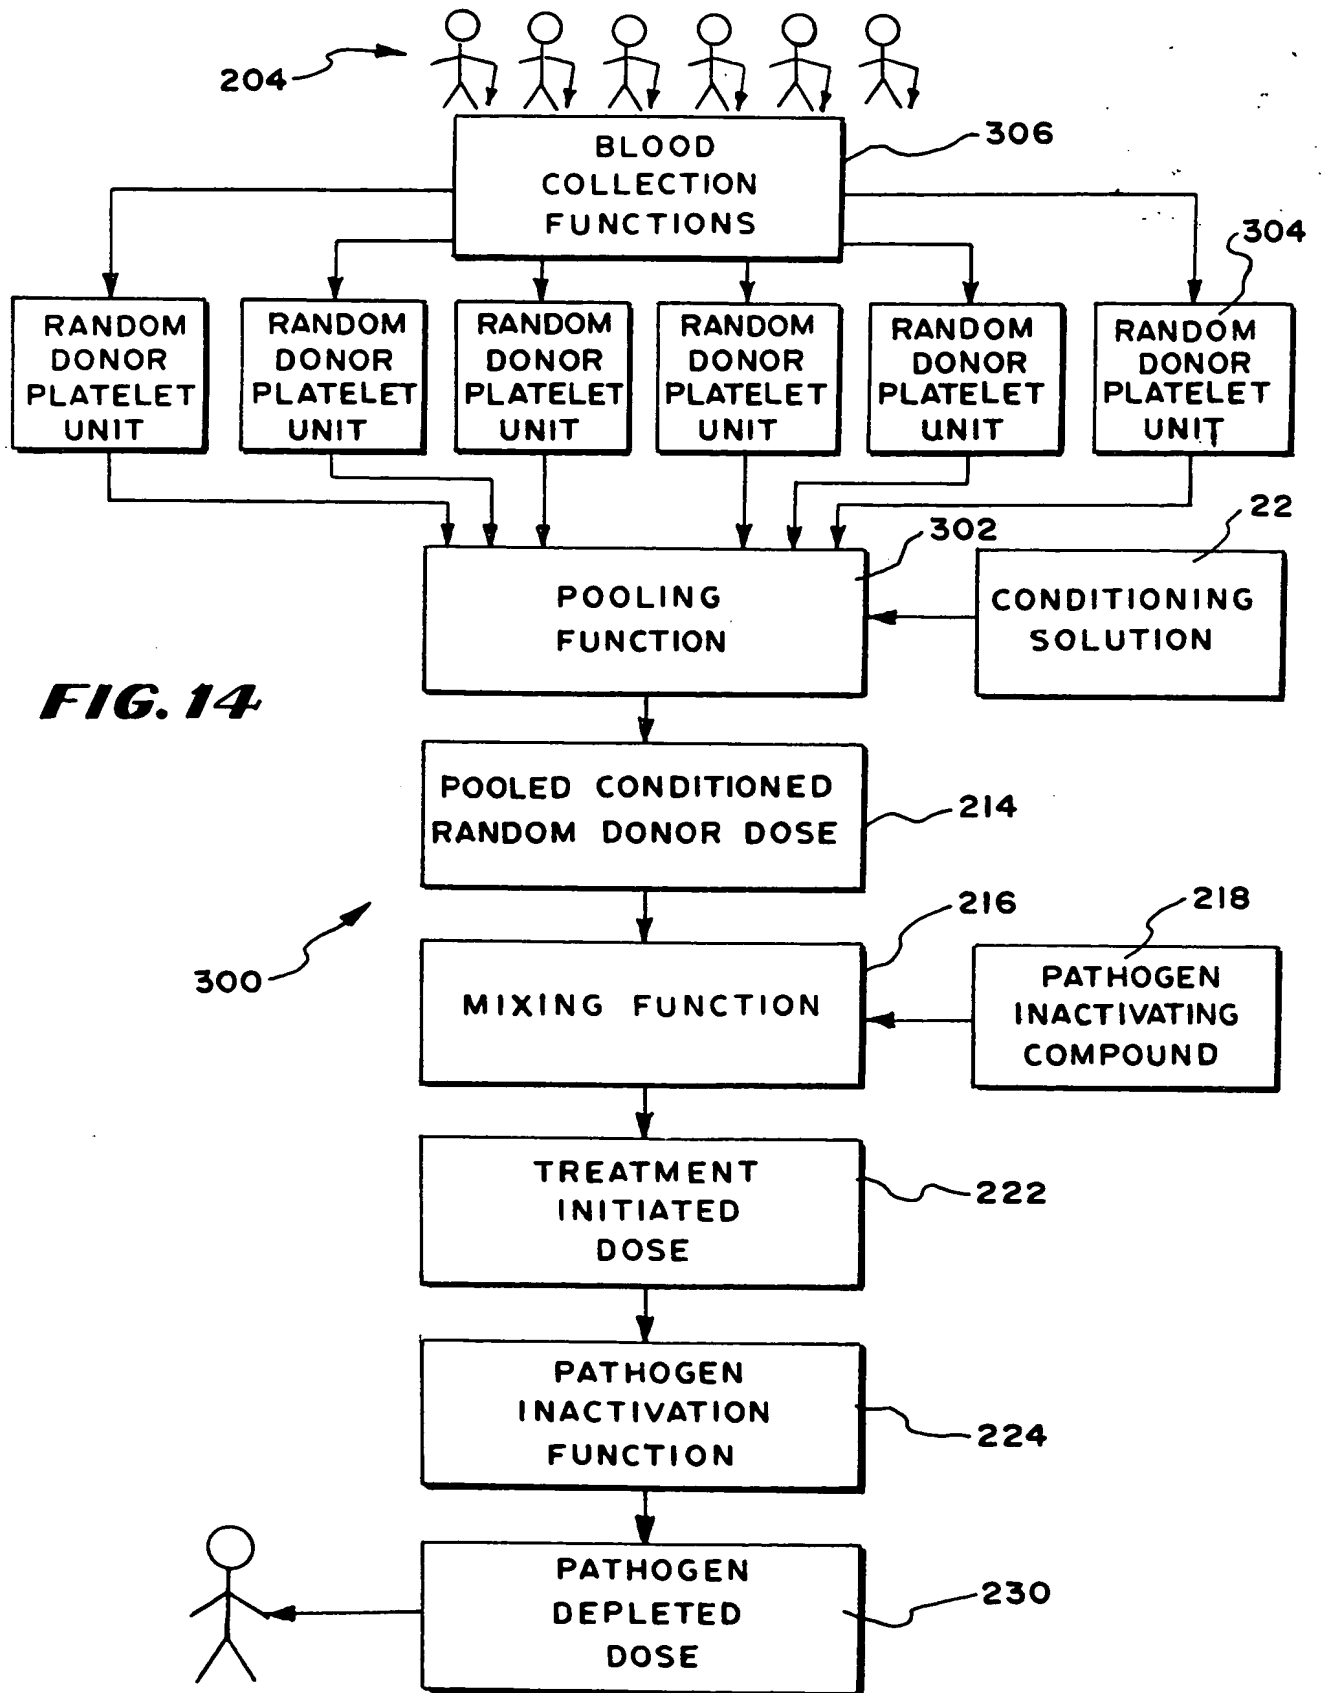 204
BLOOD
COLLECTION
FUNCTIONS
306
304
RANDOM
DONOR
PLATELET
UNIT
RANDOM
DONOR
PLATELET
UNIT
RANDOM
DONOR
PLATELET
UNIT
RANDOM
DONOR
PLATELET
UNIT
RANDOM
DONOR
PLATELET
UNIT
RANDOM
DONOR
PLATELET
UNIT
POOLING
FUNCTION
302
22
CONDITIONING
SOLUTION
FIG. 14
POOLED CONDITIONED
RANDOM DONOR DOSE
214
300
MIXING FUNCTION
216
218
PATHOGEN
INACTIVATING
COMPOUND
TREATMENT
INITIATED
DOSE
222
PATHOGEN
INACTIVATION
FUNCTION
224
PATHOGEN
DEPLETED
DOSE
230